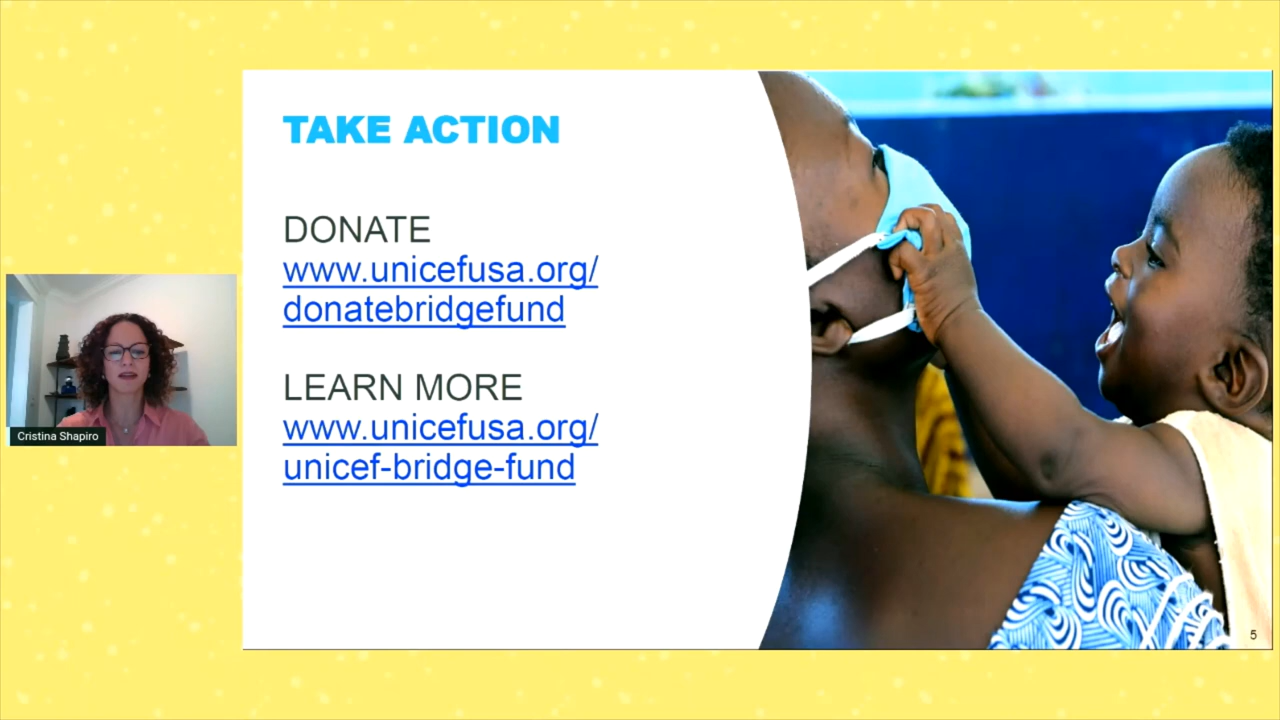 TAKE ACTION
DONATE
www.unicefusa.org/
donatebridgefund
LEARN MORE
www.unicefusa.org/
unicef-bridge-fund
Cristina Shapiro
5